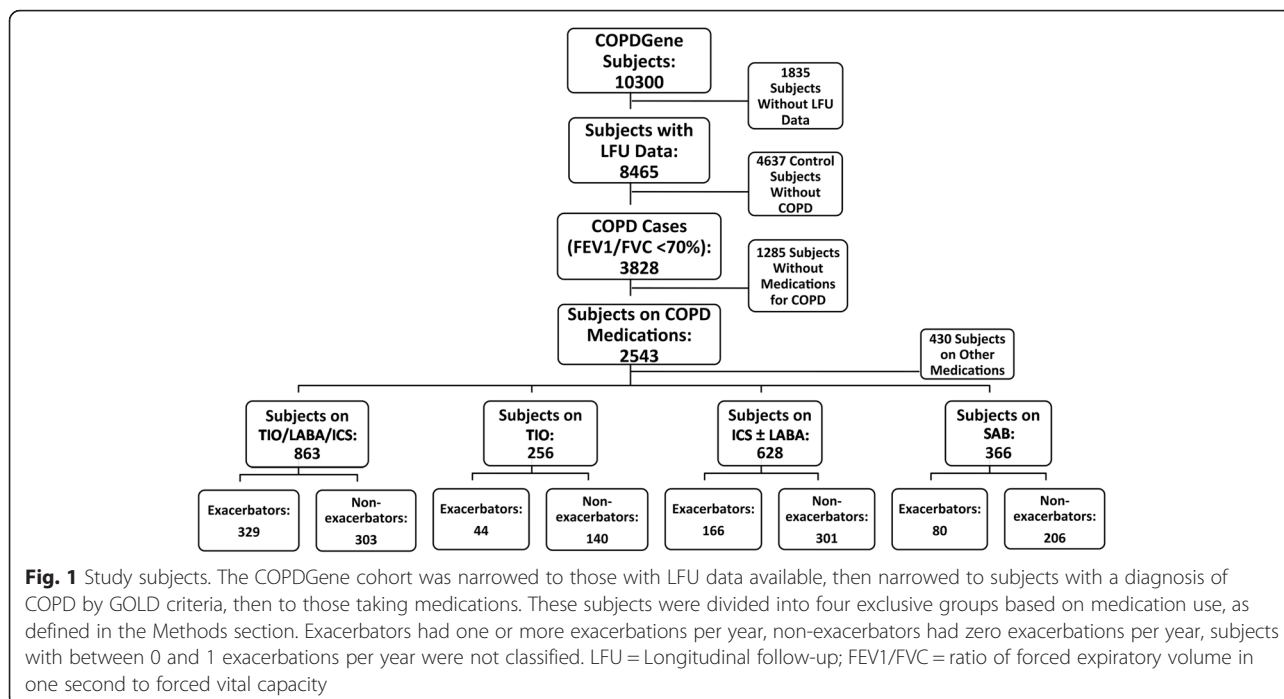 COPDGene
Subjects:
10300
1835
Subjects
Without LFU
Data
Subjects with
LFU Data:
8465
4637 Control
Subjects
Without
COPD
COPD Cases
(FEV1/FVC <70%):
3828
1285 Subjects
Without
Medications
for COPD
Subjects on COPD
Medications:
2543
430 Subjects
on Other
Medications
Subjects on
TIO/LABA/ICS:
863
Subjects on
TIO:
256
Subjects on
ICS ± LABA:
628
Subjects on
SAB:
366
Exacerbators:
329
Non-
exacerbators:
303
Exacerbators:
44
Non-
exacerbators:
140
Exacerbators:
166
Non-
exacerbators:
301
Exacerbators:
80
Non-
exacerbators:
206
Fig. 1 Study subjects. The COPDGene cohort was narrowed to those with LFU data available, then narrowed to subjects with a diagnosis of
COPD by GOLD criteria, then to those taking medications. These subjects were divided into four exclusive groups based on medication use, as
defined in the Methods section. Exacerbators had one or more exacerbations per year, non-exacerbators had zero exacerbations per year, subjects
with between 0 and 1 exacerbations per year were not classified. LFU = Longitudinal follow-up; FEV1/FVC = ratio of forced expiratory volume in
one second to forced vital capacity